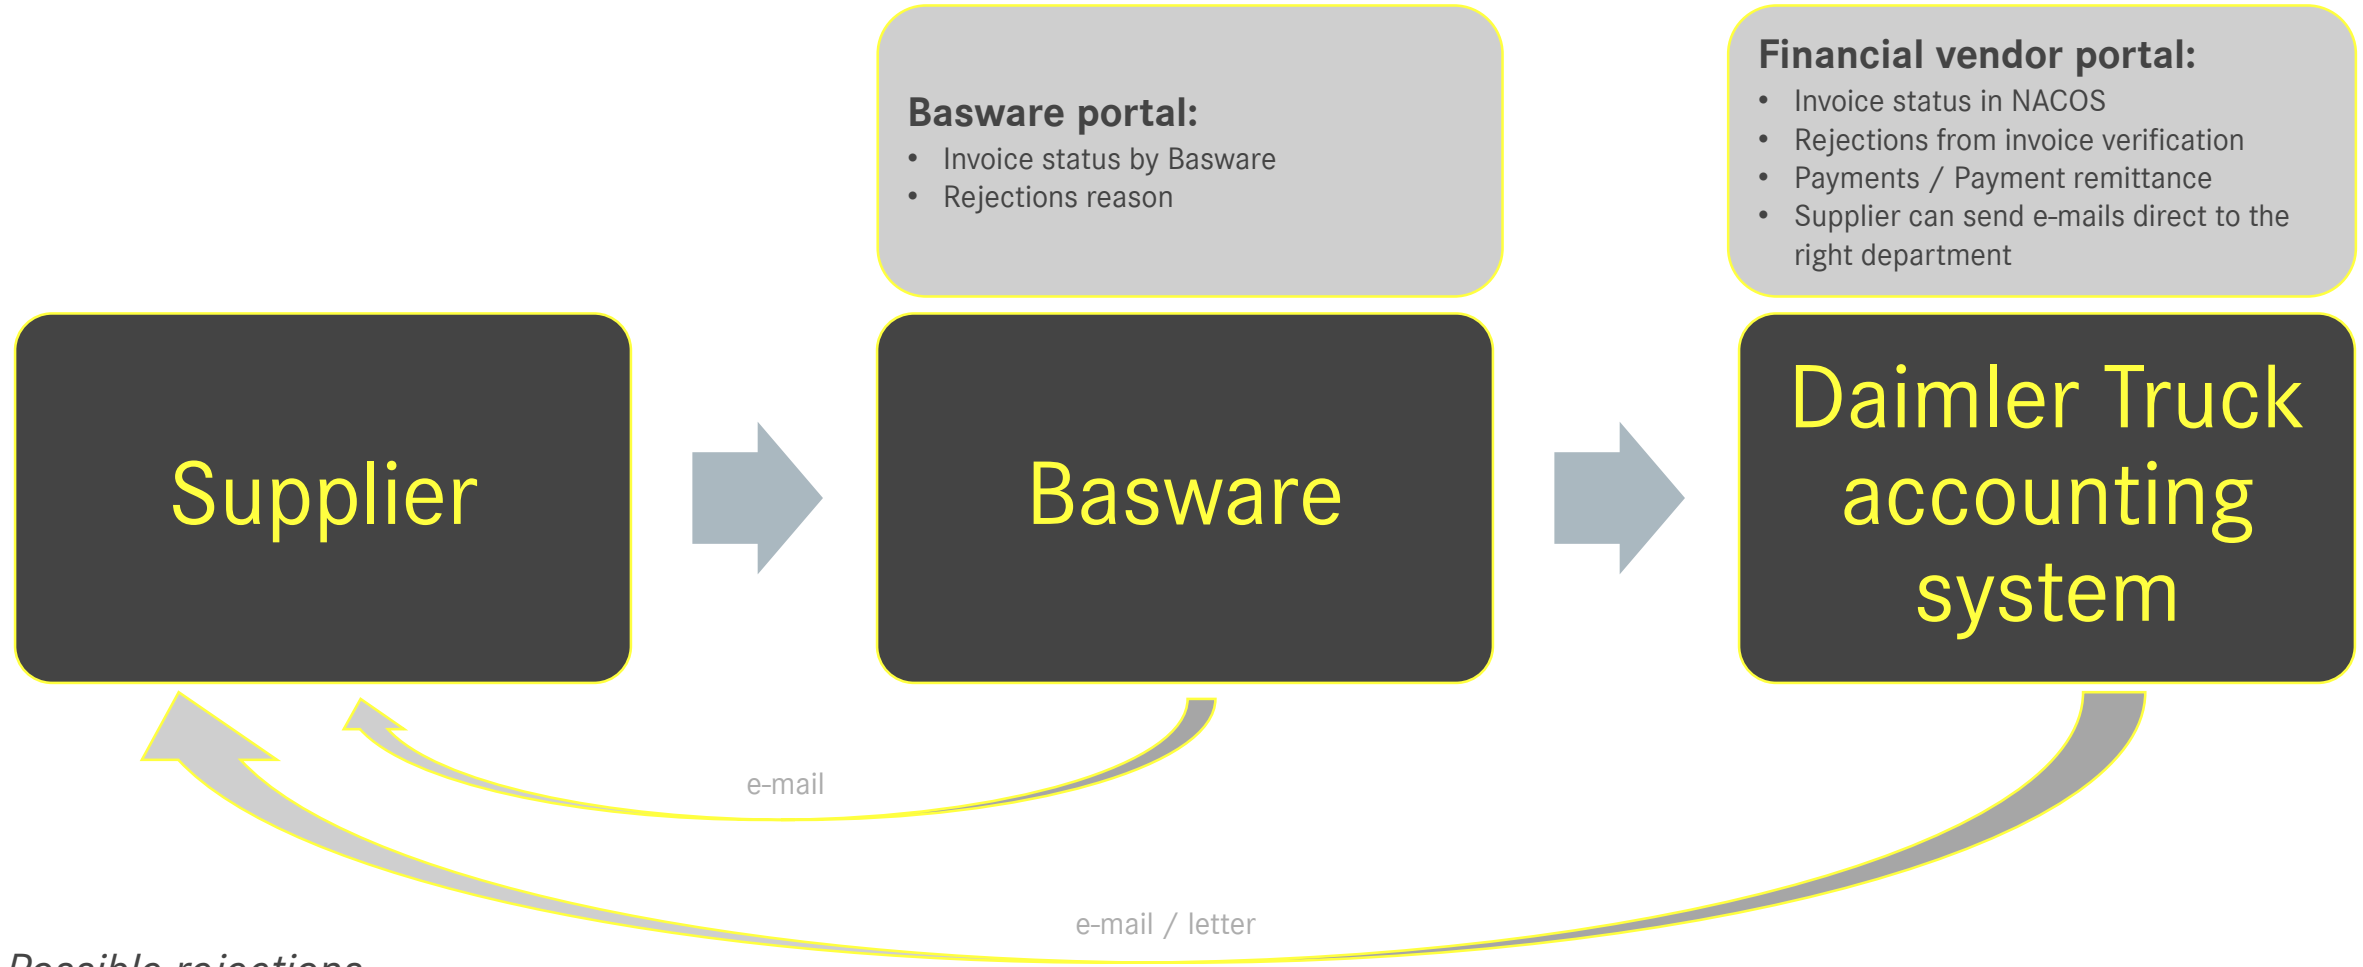 Basware portal:
• Invoice status by Basware
• Rejections reason
Financial vendor portal:
• Invoice status in NACOS
• Rejections from invoice verification
• Payments / Payment remittance
• Supplier can send e-mails direct to the
right department
Supplier
Basware
Daimler Truck
accounting
system
e-mail
e-mail / letter
Possible rejections